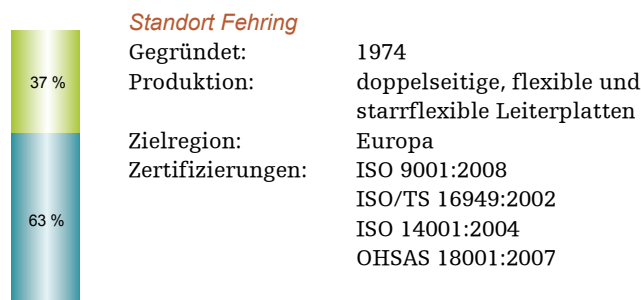 Standort Fehring
37 %
63 %
Gegründet: 1974
Produktion: doppelseitige, flexible und
starrflexible Leiterplatten
Zielregion: Europa
Zertifizierungen: ISO 9001:2008
ISO/TS 16949:2002
ISO 14001:2004
OHSAS 18001:2007